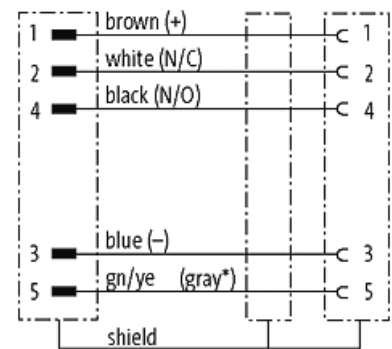 brown (+)
1 1
white (N/C)
2 2
black (N/O)
4 4
blue (–)
3 3
gn/ye (gray*)
5 5
shield